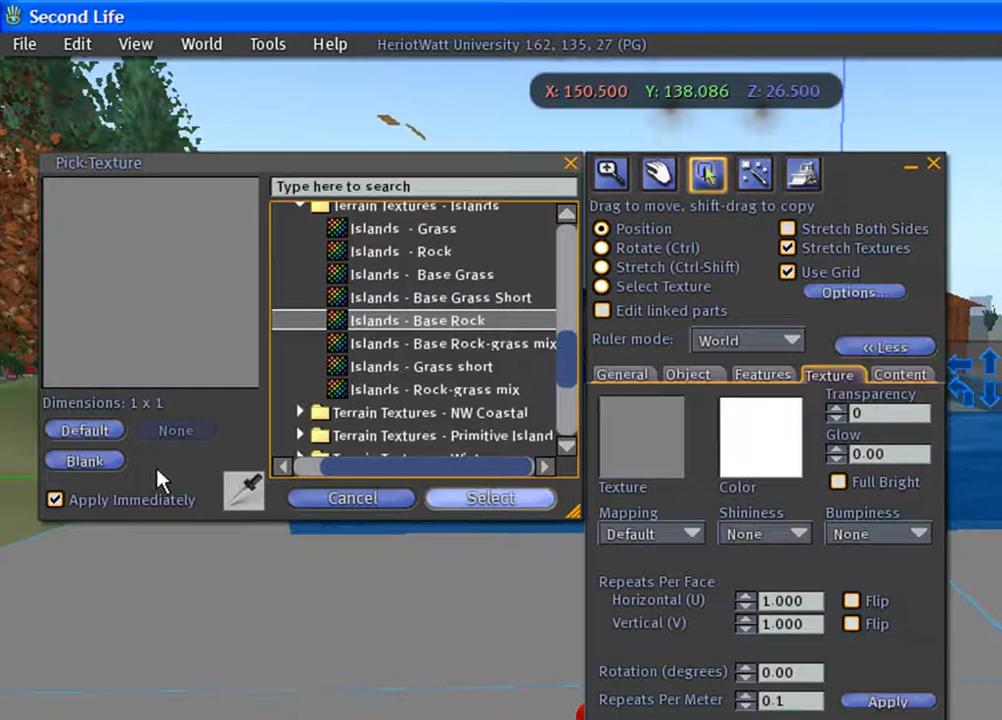 Second Life
File Edit View World Tools Help HeriotWatt University 162, 135, 27 (PG)
X: 150.500 Y: 138.086 Z: 26.500
Pick: Texture
Type here to search
Terrain Textures - Islands
Islands - Grass
Islands - Rock
Islands - Base Grass
Islands - Base Grass Short
Islands - Base Rock
Islands - Base Rock-grass mix
Islands - Grass short
Islands - Rock-grass mix
Terrain Textures - NW Coastal
Terrain Textures - Primitive Island
Dimensions: 1 x 1
Default None
Blank
Apply Immediately
Cancel Select
Drag to move, shift-drag to copy
Position Stretch Both Sides
Rotate (Ctrl) Stretch Textures
Stretch (Ctrl-Shift) Use Grid
Select Texture Options...
Edit linked parts
Ruler mode: World << Less
General Object Features Texture Content
Transparency
0
Glow
0.00
Texture Color Full Bright
Mapping Shininess Bumpiness
Default None None
Repeats Per Face
Horizontal (U) 1.000 Flip
Vertical (V) 1.000 Flip
Rotation (degrees) 0.00
Repeats Per Meter 0.1 Apply